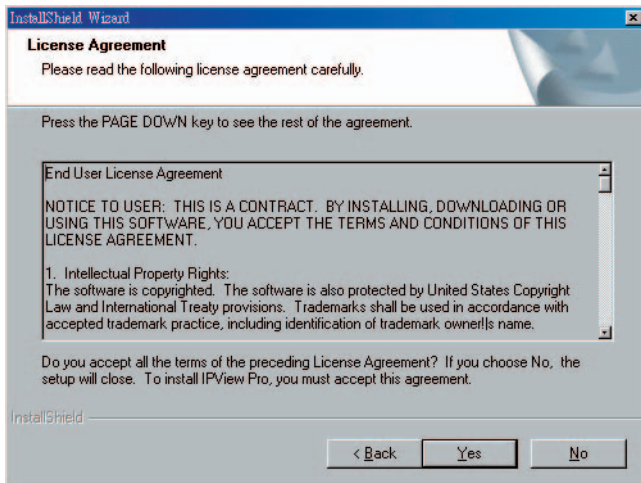 InstallShield Wizard
License Agreement
Please read the following license agreement carefully.
Press the PAGE DOWN key to see the rest of the agreement.
End User License Agreement
NOTICE TO USER: THIS IS A CONTRACT. BY INSTALLING, DOWNLOADING OR
USING THIS SOFTWARE, YOU ACCEPT THE TERMS AND CONDITIONS OF THIS
LICENSE AGREEMENT.
1. Intellectual Property Rights:
The software is copyrighted. The software is also protected by United States Copyright
Law and International Treaty provisions. Trademarks shall be used in accordance with
accepted trademark practice, including identification of trademark owner!|s name.
Do you accept all the terms of the preceding License Agreement? If you choose No, the
setup will close. To install IPView Pro, you must accept this agreement.
InstallShield
< Back Yes No